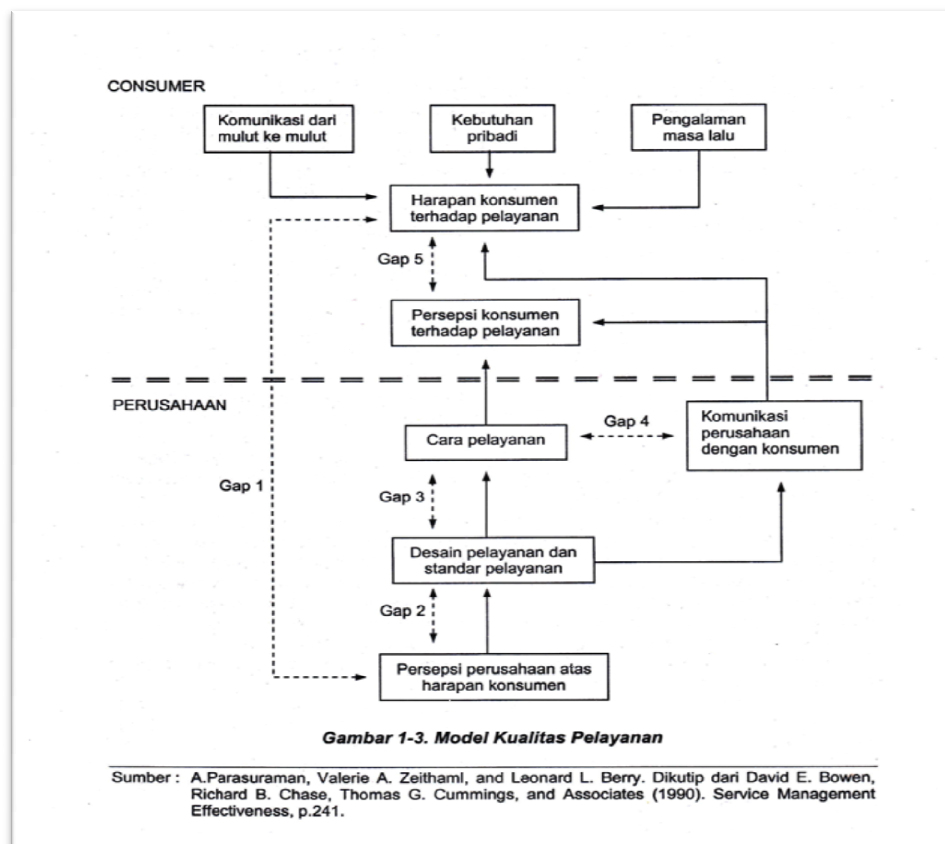 CONSUMER
Komunikasi dari
mulut ke mulut
Kebutuhan
pribadi
Pengalaman
masa lalu
Harapan konsumen
terhadap pelayanan
Gap 5
Persepsi konsumen
terhadap pelayanan
PERUSAHAAN
Cara pelayanan
Gap 4
Komunikasi
perusahaan
dengan konsumen
Gap 1
Gap 3
Desain pelayanan dan
standar pelayanan
Gap 2
Persepsi perusahaan atas
harapan konsumen
Gambar 1-3. Model Kualitas Pelayanan
Sumber : A.Parasuraman, Valerie A. Zeithaml, and Leonard L. Berry. Dikutip dari David E. Bowen,
Richard B. Chase, Thomas G. Cummings, and Associates (1990). Service Management
Effectiveness, p.241.